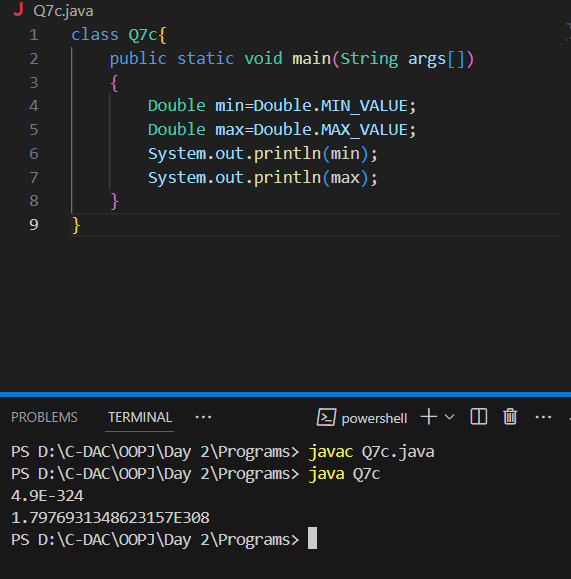 J Q7c.java
1 class Q7c{
2 public static void main(String args[])
3 {
4 Double min=Double.MIN_VALUE;
5 Double max=Double.MAX_VALUE;
6 System.out.println(min);
7 System.out.println(max);
8 }
9 }
PROBLEMS TERMINAL ··· powershell ···
PS D:\C-DAC\OOPJ\Day 2\Programs> javac Q7c.java
PS D:\C-DAC\OOPJ\Day 2\Programs> java Q7c
4.9E-324
1.7976931348623157E308
PS D:\C-DAC\OOPJ\Day 2\Programs>